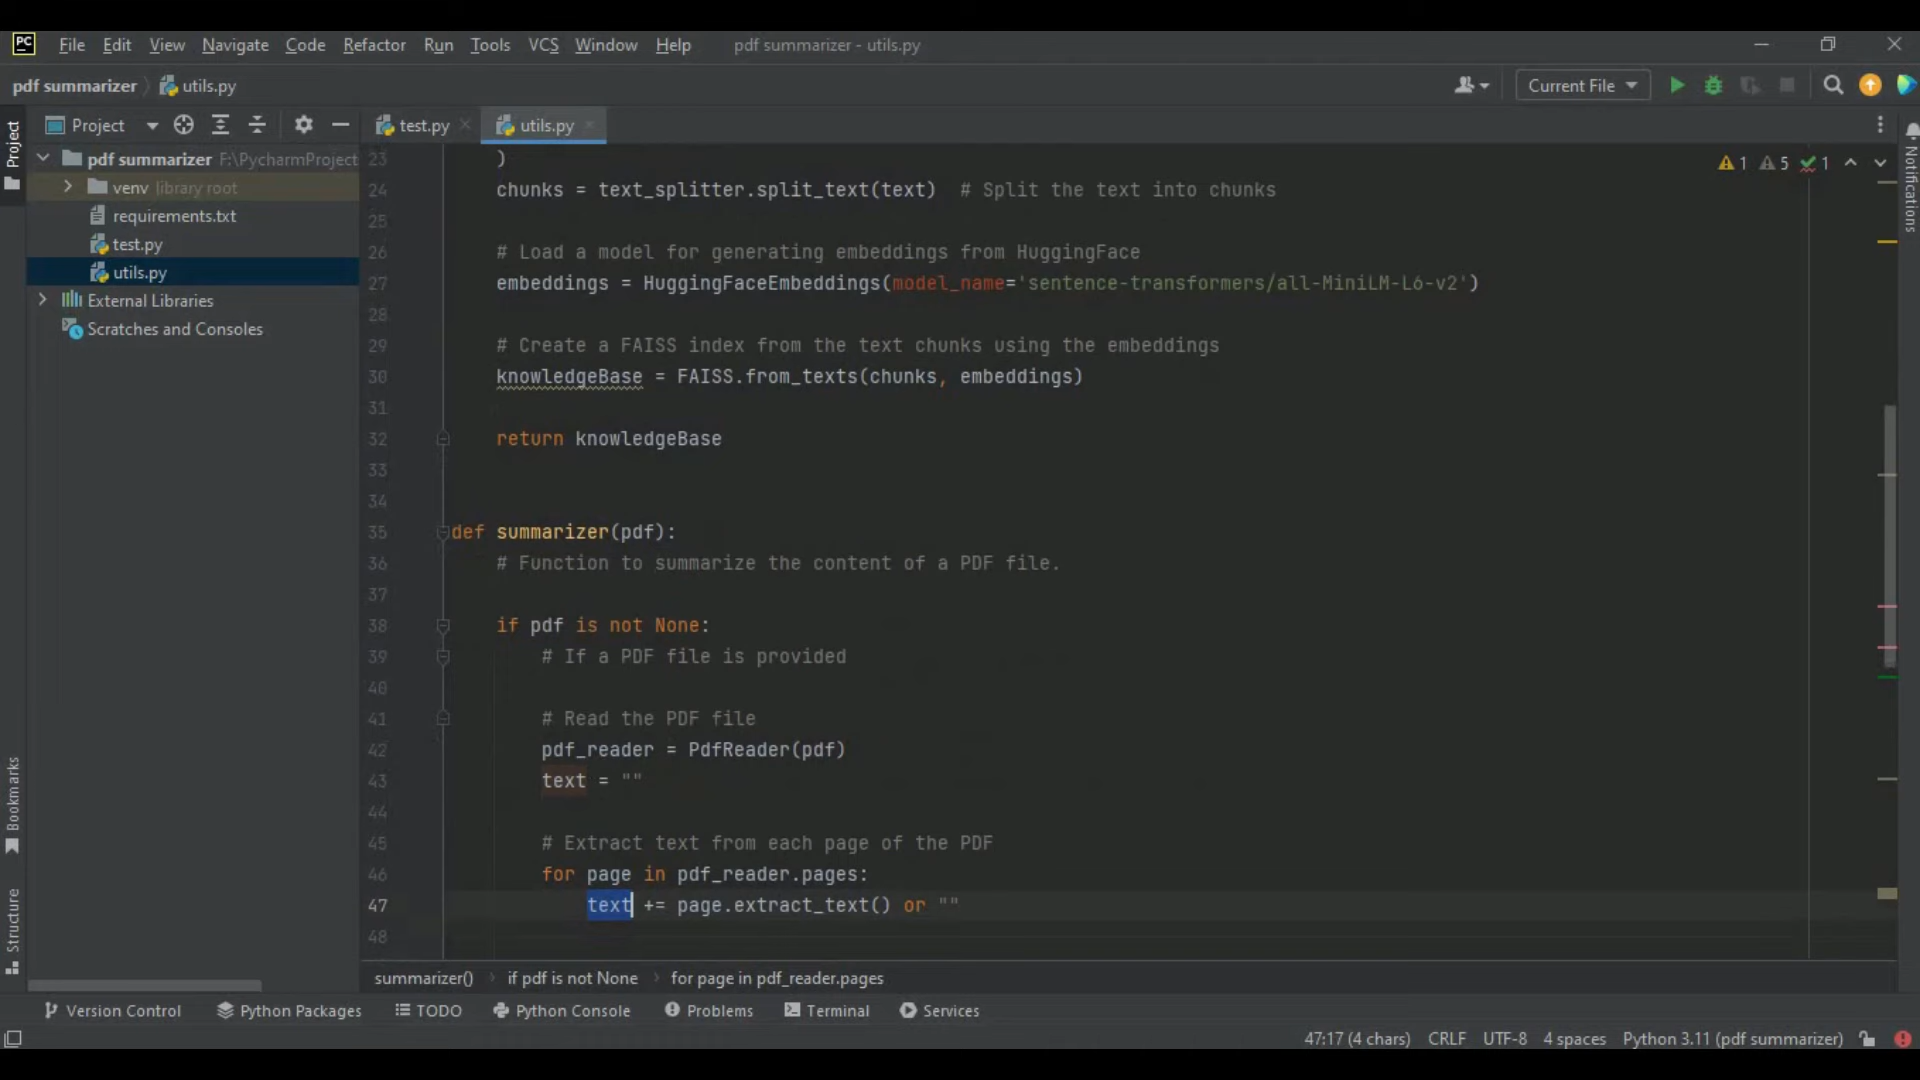 PC File Edit View Navigate Code Refactor Run Tools VCS Window Help pdf summarizer - utils.py
pdf summarizer utils.py Current File
Project test.py utils.py
Project
Notifications
pdf summarizer F:\PycharmProject
venv library root
requirements.txt
test.py
utils.py
External Libraries
Scratches and Consoles
1 5 1
23 )
24 chunks = text_splitter.split_text(text)  # Split the text into chunks
25
26 # Load a model for generating embeddings from HuggingFace
27 embeddings = HuggingFaceEmbeddings(model_name='sentence-transformers/all-MiniLM-L6-v2')
28
29 # Create a FAISS index from the text chunks using the embeddings
30 knowledgeBase = FAISS.from_texts(chunks, embeddings)
31
32 return knowledgeBase
33
34
35 def summarizer(pdf):
36 # Function to summarize the content of a PDF file.
37
38 if pdf is not None:
39 # If a PDF file is provided
40
41 # Read the PDF file
42 pdf_reader = PdfReader(pdf)
43 text = ""
44
45 # Extract text from each page of the PDF
46 for page in pdf_reader.pages:
47 text += page.extract_text() or ""
48
Bookmarks
Structure
summarizer() if pdf is not None for page in pdf_reader.pages
Version Control Python Packages TODO Python Console Problems Terminal Services
47:17 (4 chars) CRLF UTF-8 4 spaces Python 3.11 (pdf summarizer)